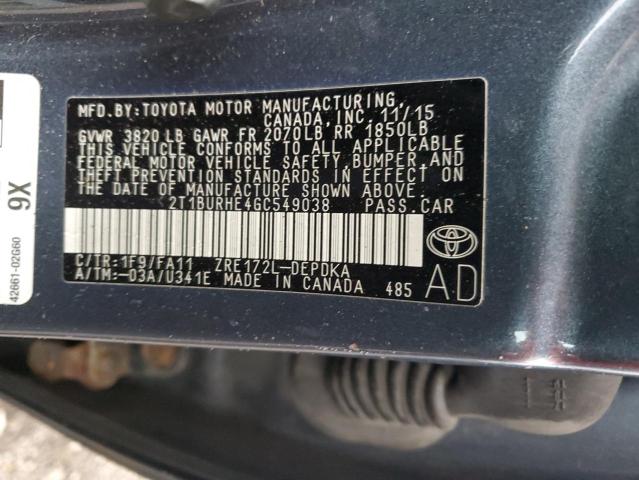 MFD.BY:TOYOTA MOTOR MANUFACTURING,
CANADA, INC. 11/15
GVWR 3820 LB GAWR FR 2070LB RR 1850LB
THIS VEHICLE CONFORMS TO ALL APPLICABLE
FEDERAL MOTOR VEHICLE SAFETY, BUMPER, AND
THEFT PREVENTION STANDARDS IN EFFECT ON
THE DATE OF MANUFACTURE SHOWN ABOVE.
2T1BURHE4GC549038 PASS.CAR
C/TR:1F9/FA11 ZRE172L-DEPDKA
A/TM:-03A/U341E MADE IN CANADA 485
AD
9X
42661-02G60